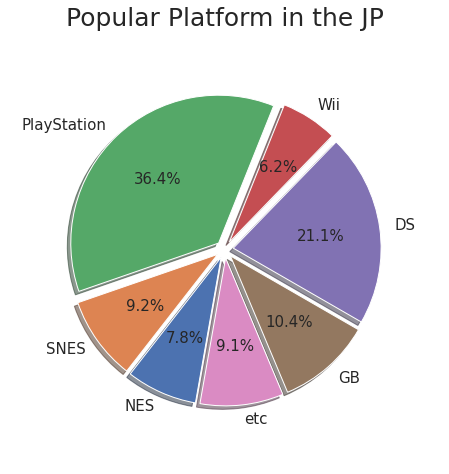 Popular Platform in the JP
Wii
6.2%
PlayStation
36.4%
DS
21.1%
SNES
9.2%
NES
7.8%
etc
9.1%
GB
10.4%